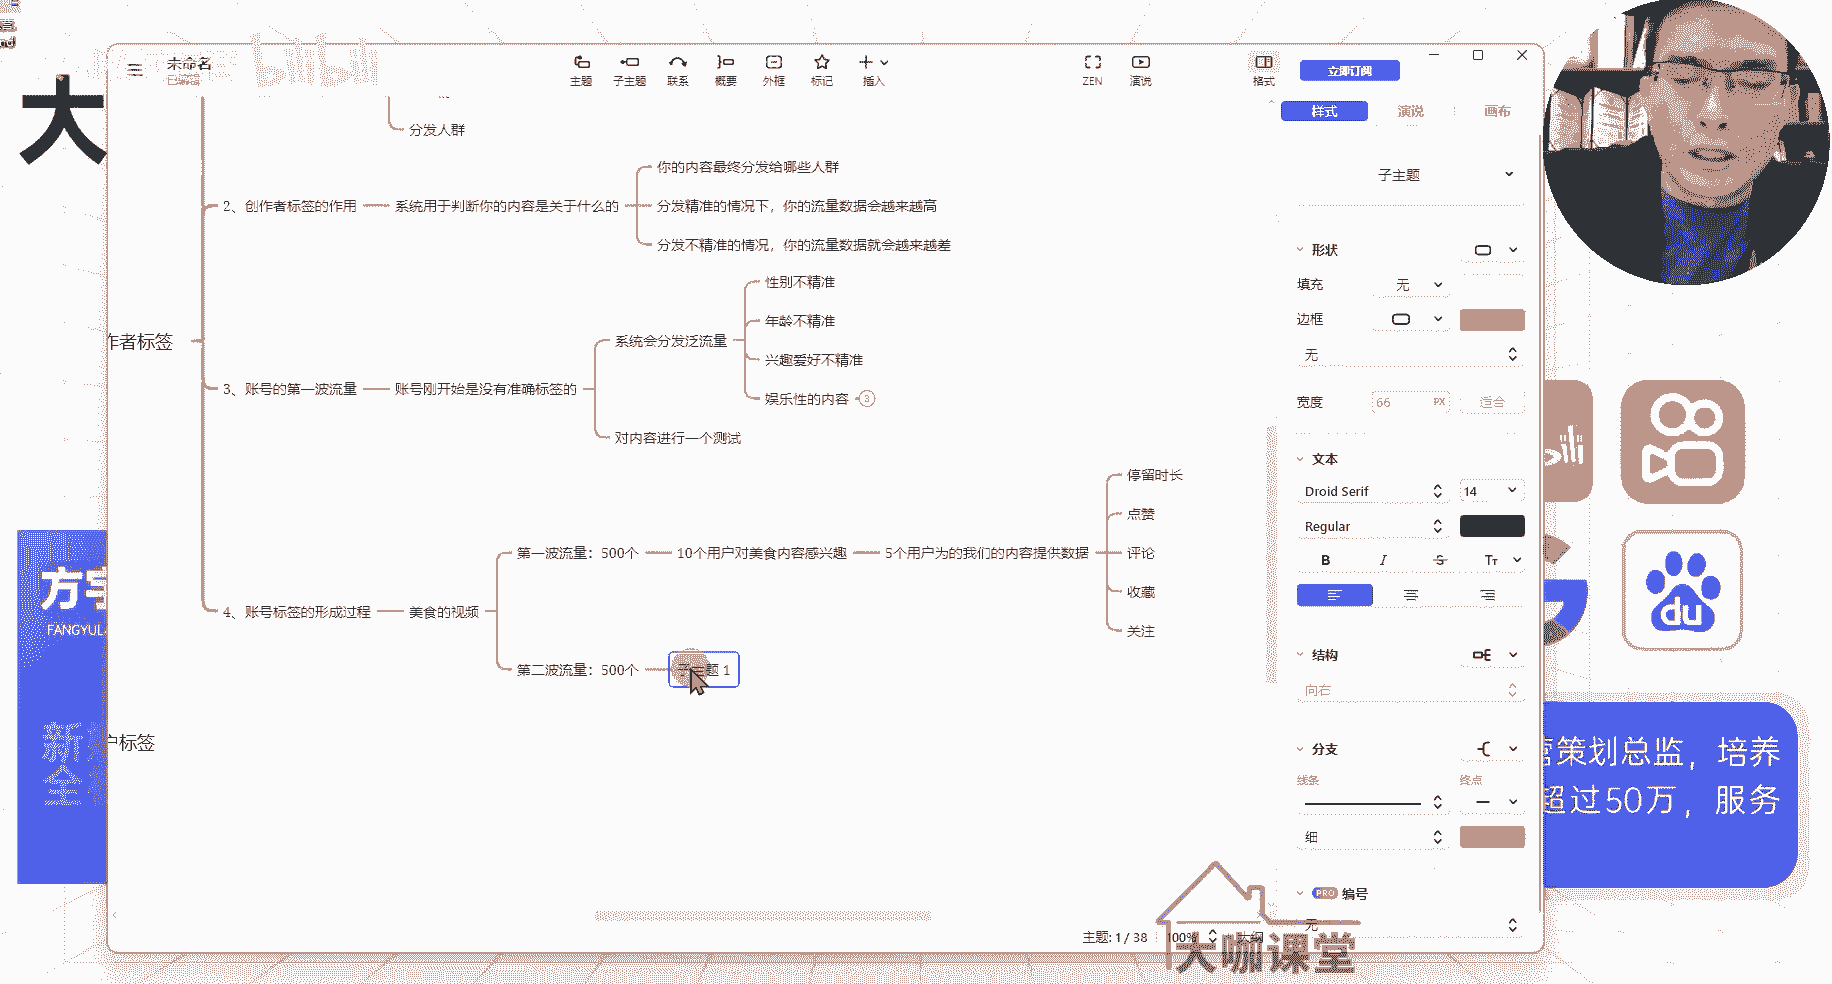 大
未命名
已编辑
bilibili
主题
子主题
联系
概要
外框
标记
插入
ZEN
演说
格式
立即订阅
样式
演说
画布
分发人群
你的内容最终分发给哪些人群
2、创作者标签的作用
系统用于判断你的内容是关于什么的
分发精准的情况下，你的流量数据会越来越高
分发不精准的情况，你的流量数据就会越来越差
性别不精准
年龄不精准
作者标签
系统会分发泛流量
兴趣爱好不精准
3、账号的第一波流量
账号刚开始是没有准确标签的
娱乐性的内容
3
对内容进行一个测试
停留时长
点赞
第一波流量：500个
10个用户对美食内容感兴趣
5个用户为的我们的内容提供数据
评论
收藏
4、账号标签的形成过程
美食的视频
关注
第二波流量：500个
子主题 1
户标签
子主题
形状
填充
无
边框
无
宽度
66
PX
适合
文本
Droid Serif
14
Regular
B
I
S
Tт
结构
向右
分支
线条
终点
细
PRO
编号
无
主题: 1 / 38
100%
大纲
大咖课堂
方宇
FANGYUL
新
全
du
营策划总监，培养
超过50万，服务